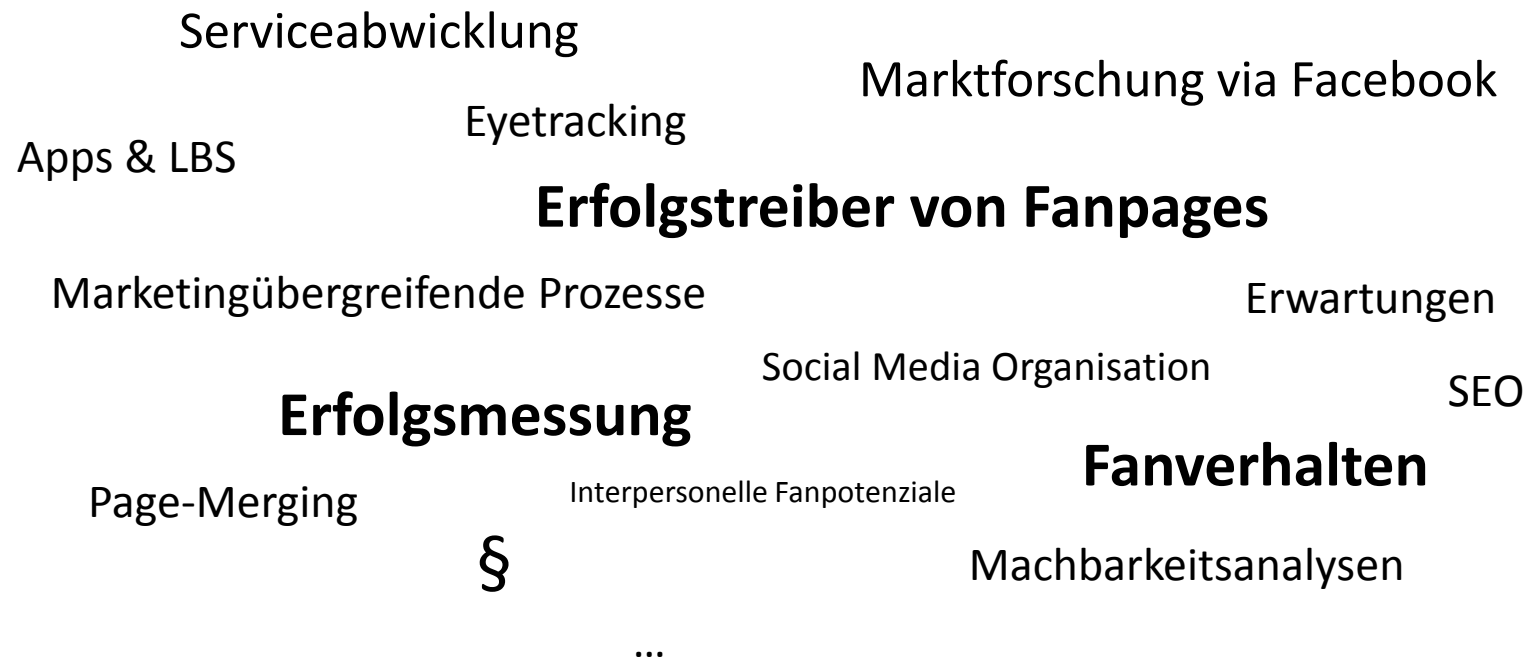 Serviceabwicklung
Marktforschung via Facebook
Eyetracking
Apps & LBS
Erfolgstreiber von Fanpages
Marketingübergreifende Prozesse
Erwartungen
Social Media Organisation
SEO
Erfolgsmessung
Fanverhalten
Page-Merging
Interpersonelle Fanpotenziale
§
Machbarkeitsanalysen
…